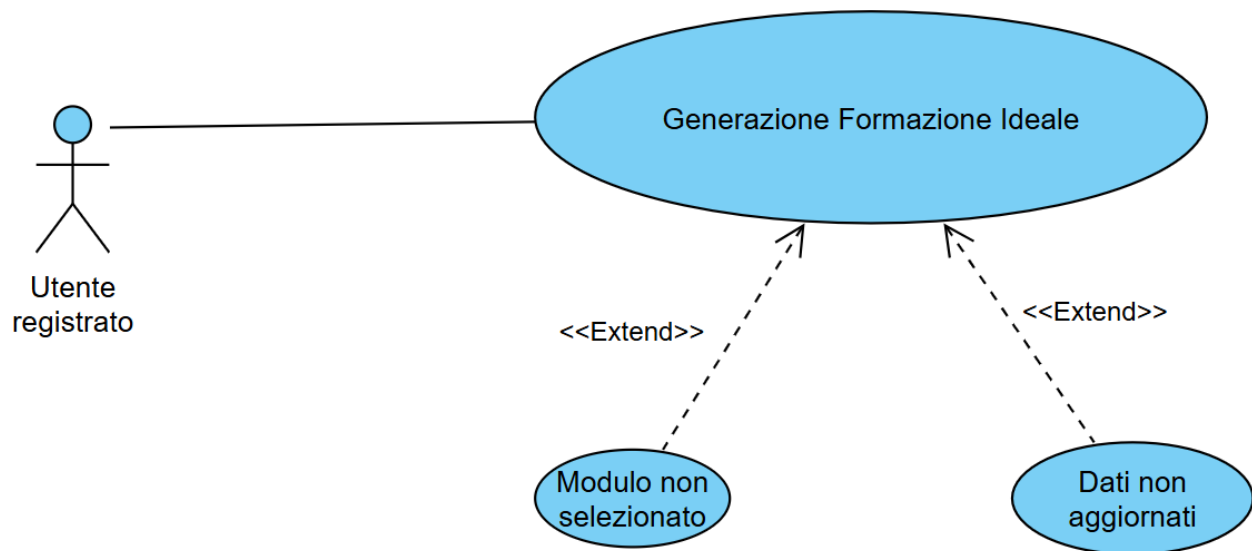 Generazione Formazione Ideale
Utente
registrato
<<Extend>>
<<Extend>>
Modulo non
selezionato
Dati non
aggiornati